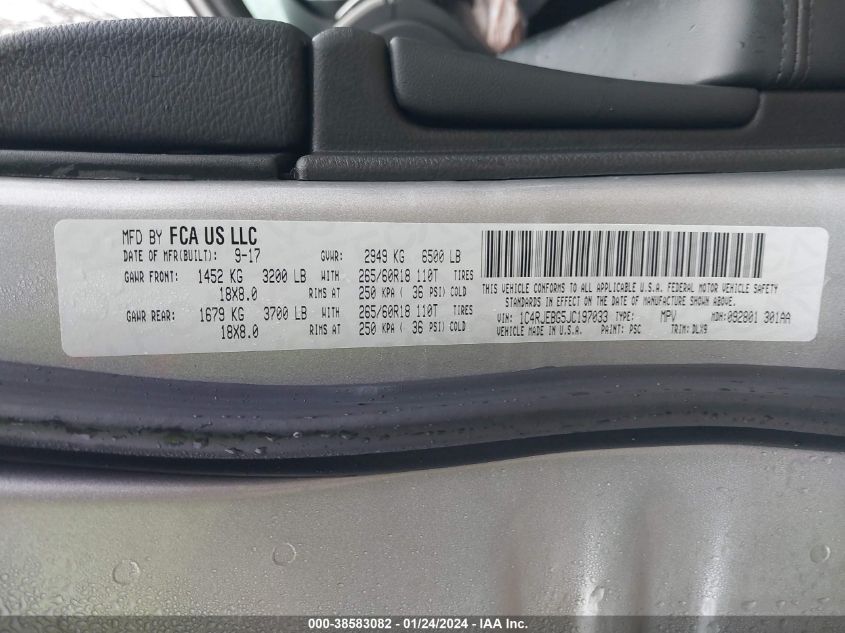 MFD BY FCA US LLC
DATE OF MFR(BUILT): 9-17 GVWR: 2949 KG 6500 LB
GAWR FRONT: 1452 KG 3200 LB WITH 265/60R18 110T TIRES
18X8.0 RIMS AT 250 KPA ( 36 PSI) COLD
GAWR REAR: 1679 KG 3700 LB WITH 265/60R18 110T TIRES
18X8.0 RIMS AT 250 KPA ( 36 PSI) COLD
THIS VEHICLE CONFORMS TO ALL APPLICABLE U.S.A. FEDERAL MOTOR VEHICLE SAFETY
STANDARDS IN EFFECT ON THE DATE OF MANUFACTURE SHOWN ABOVE.
VIN: 1C4RJEBG5JC197033 TYPE: MPV MDH: 092801 301AA
VEHICLE MADE IN U.S.A. PAINT: PSC TRIM: DLX9
000-38583082 - 01/24/2024 - IAA Inc.